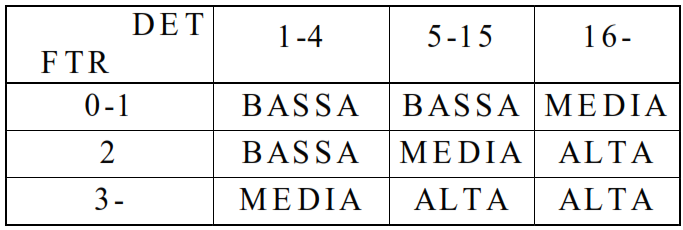 DET
FTR
1-4 5-15 16-
0-1 BASSA BASSA MEDIA
2 BASSA MEDIA ALTA
3- MEDIA ALTA ALTA